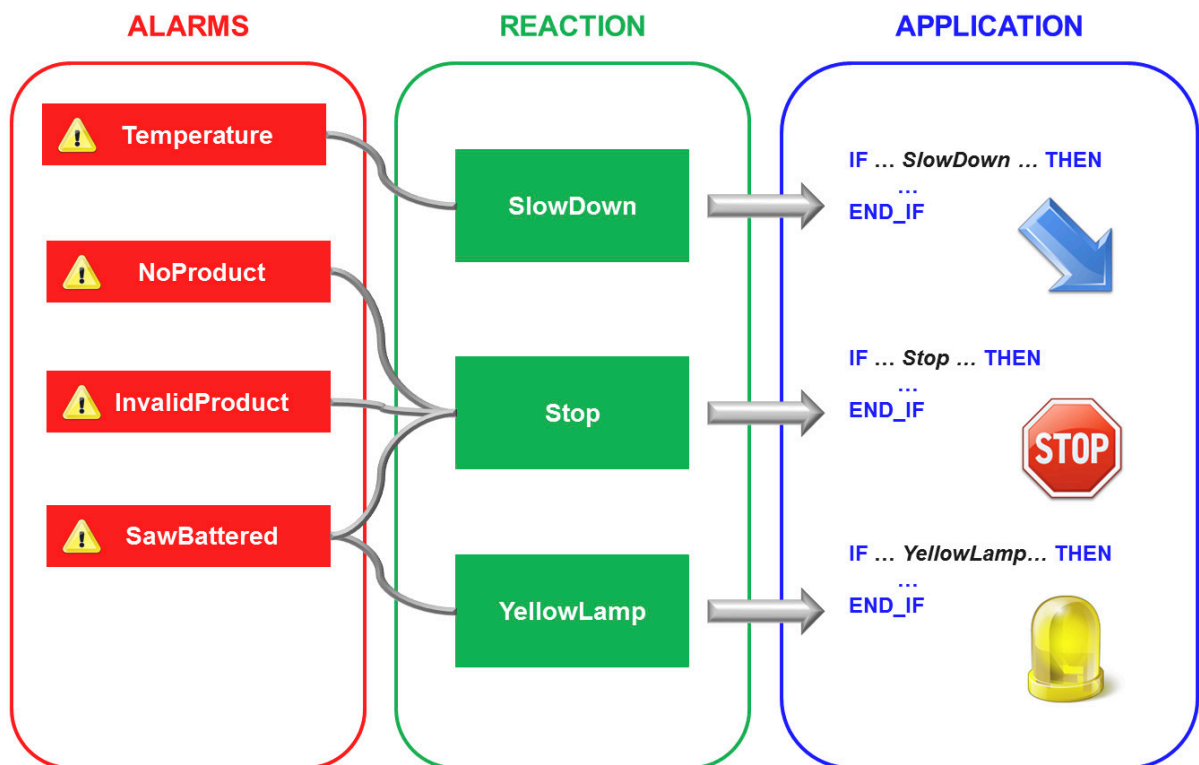 ALARMS
REACTION
APPLICATION
Temperature
NoProduct
InvalidProduct
SawBattered
SlowDown
Stop
YellowLamp
IF ... SlowDown ... THEN
...
END_IF
IF ... Stop ... THEN
...
END_IF
STOP
IF ... YellowLamp... THEN
...
END_IF